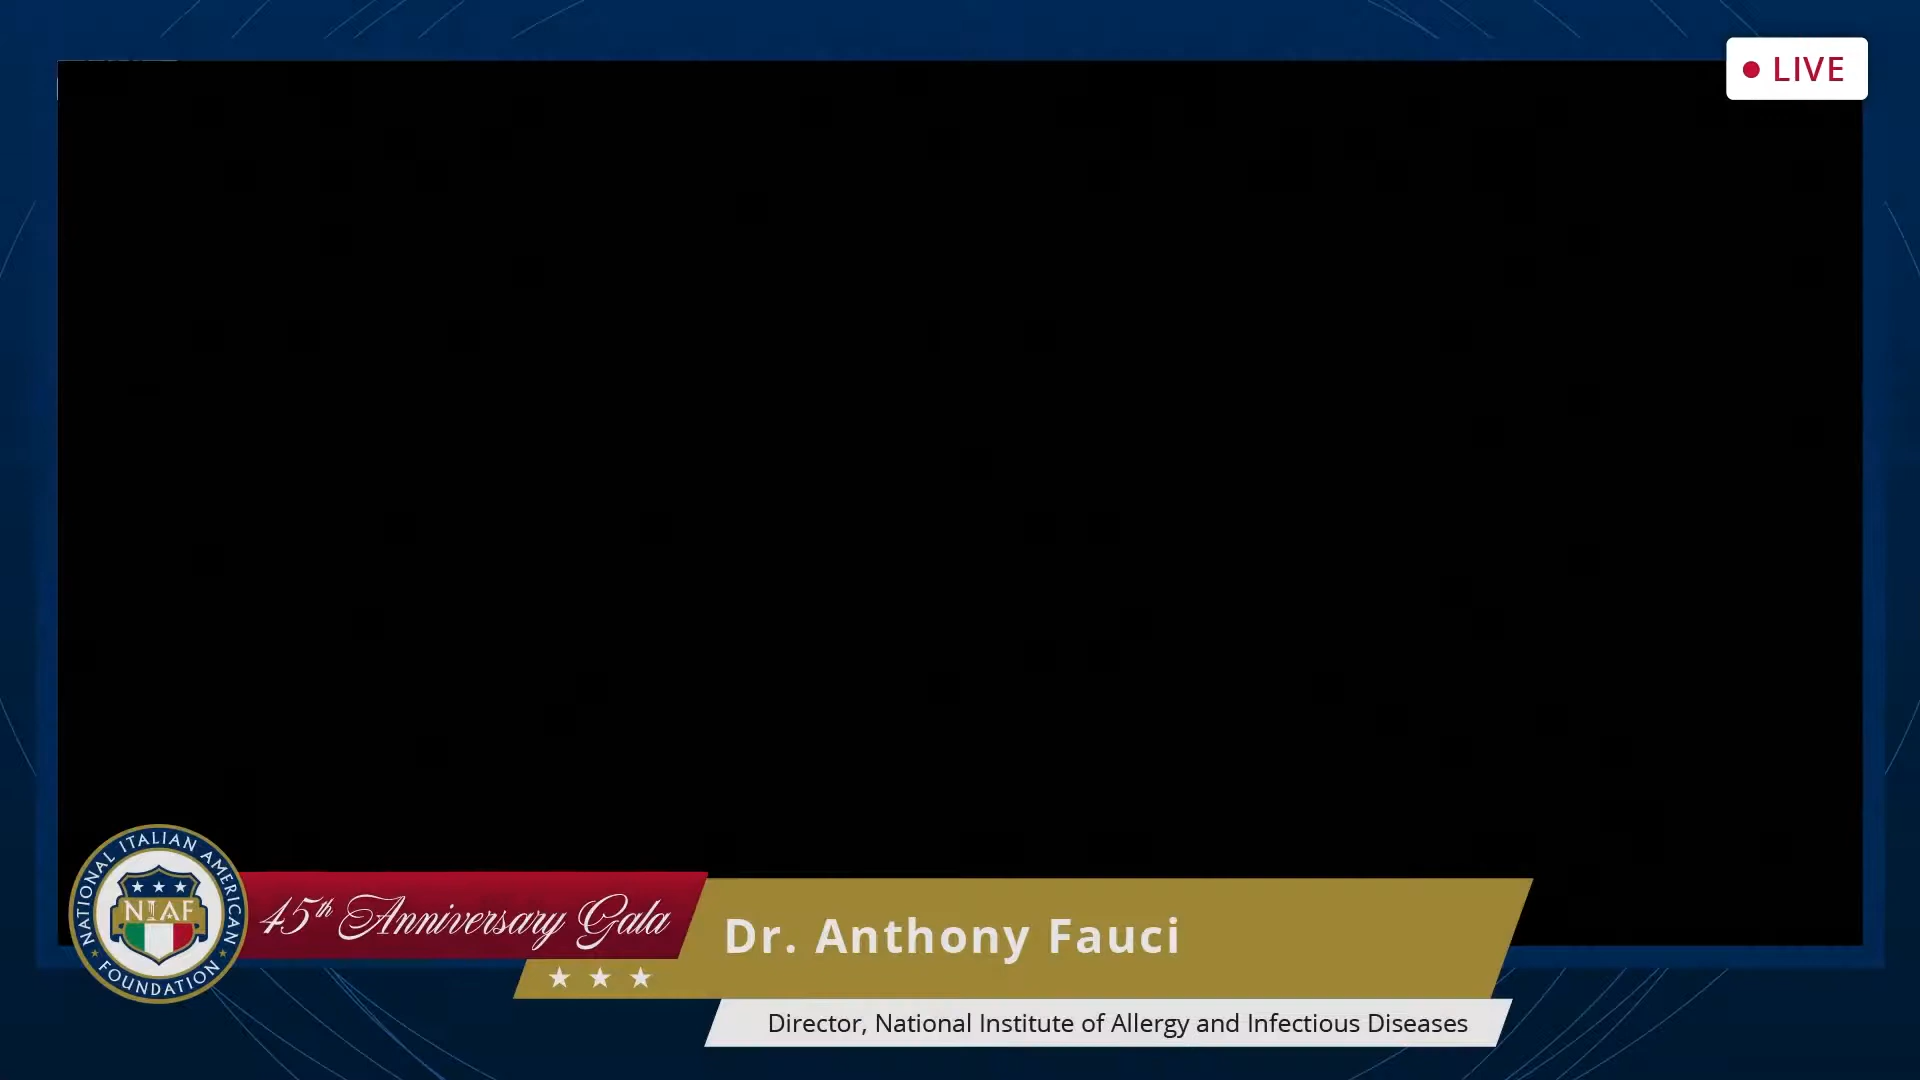 LIVE
NATIONAL ITALIAN AMERICAN
NIAF
FOUNDATION
45th Anniversary Gala
Dr. Anthony Fauci
Director, National Institute of Allergy and Infectious Diseases